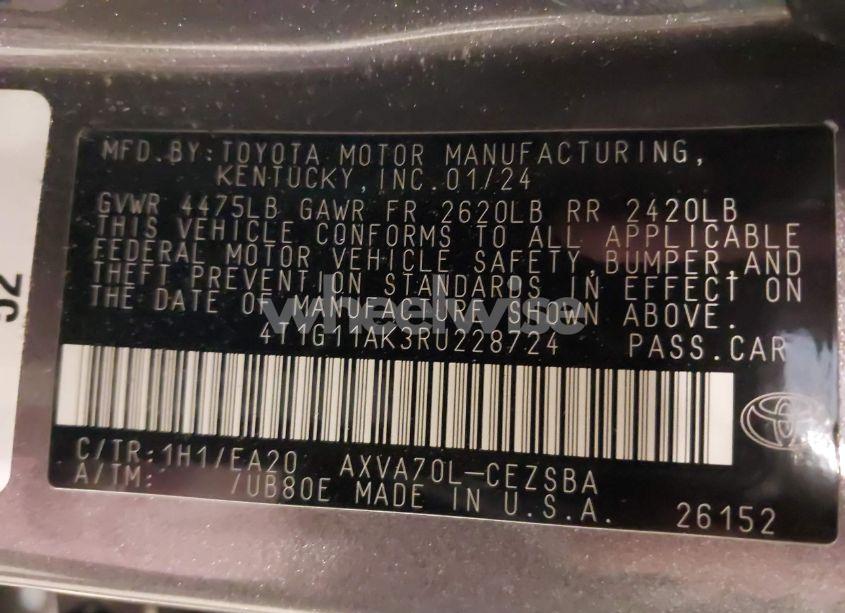 MFD.BY:TOYOTA MOTOR MANUFACTURING,
KENTUCKY,INC.01/24
GVWR 4475LB GAWR FR 2620LB RR 2420LB
THIS VEHICLE CONFORMS TO ALL APPLICABLE
FEDERAL MOTOR VEHICLE SAFETY,BUMPER,AND
THEFT PREVENTION STANDARDS IN EFFECT ON
THE DATE OF MANUFACTURE SHOWN ABOVE.
wheelwise
4T1G11AK3RU228724 PASS.CAR
C/TR:1H1/EA20 AXVA70L-CEZSBA
A/TM: /UB80E MADE IN U.S.A. 26152
52